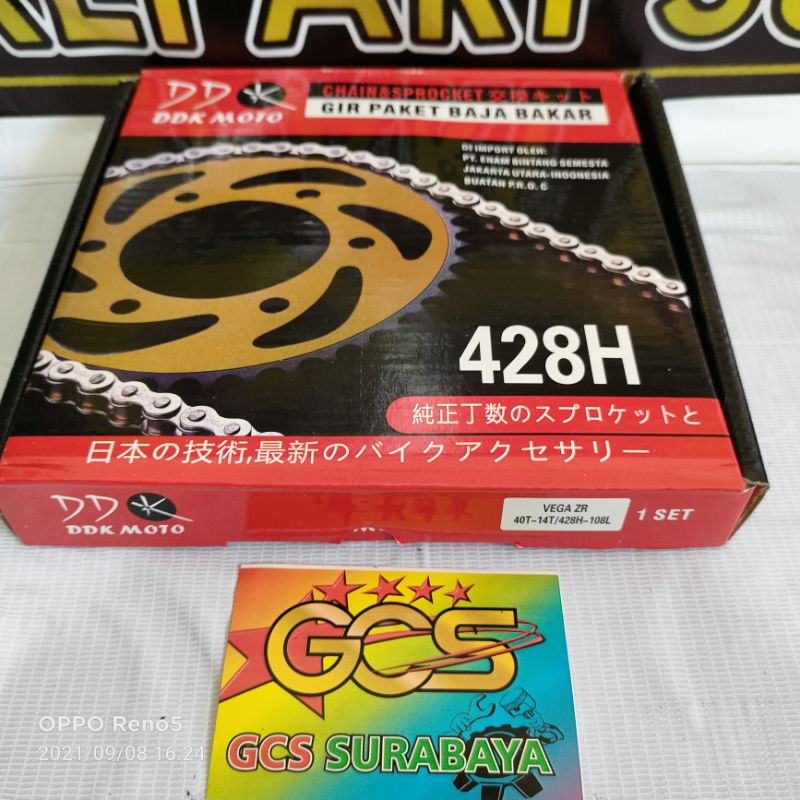 DDK
DDK MOTO
CHAIN&SPROCKET 交換キット
GIR PAKET BAJA BAKAR
DI IMPORT OLEH:
PT. ENAM BINTANG SEMESTA
JAKARTA UTARA-INDONESIA
BUATAN P.R.C. 6
428H
純正丁数のスプロケットと
日本の技術,最新のバイクアクセサリー
DDK
DDK MOTO
VEGA ZR
40T-14T/428H-108L
1 SET
GCS
GCS SURABAYA
OPPO Reno5
2021/09/08 16:24